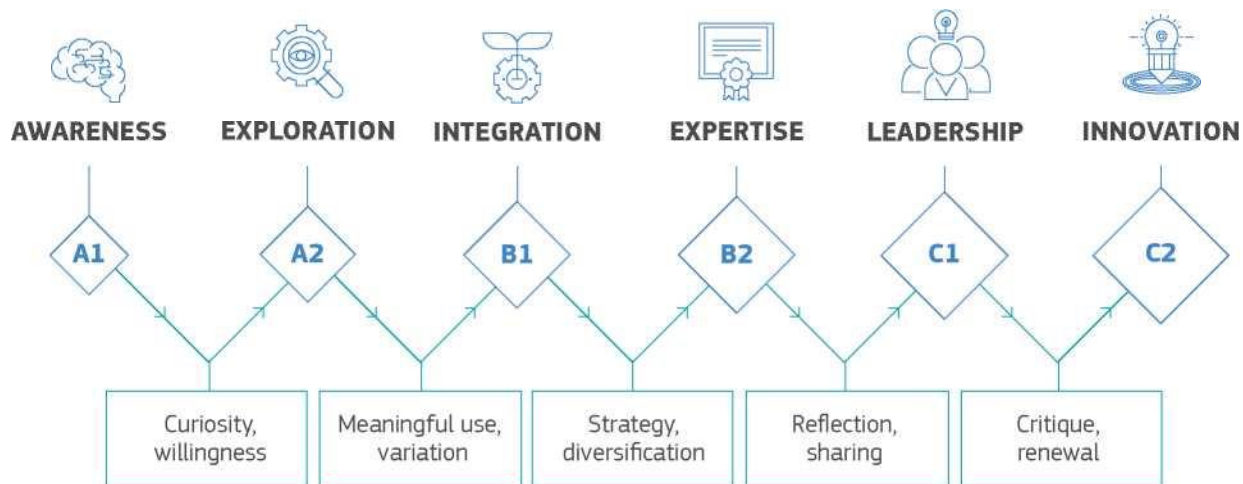 AWARENESS
EXPLORATION
INTEGRATION
EXPERTISE
LEADERSHIP
INNOVATION
A1
A2
B1
B2
C1
C2
Curiosity,
willingness
Meaningful use,
variation
Strategy,
diversification
Reflection,
sharing
Critique,
renewal